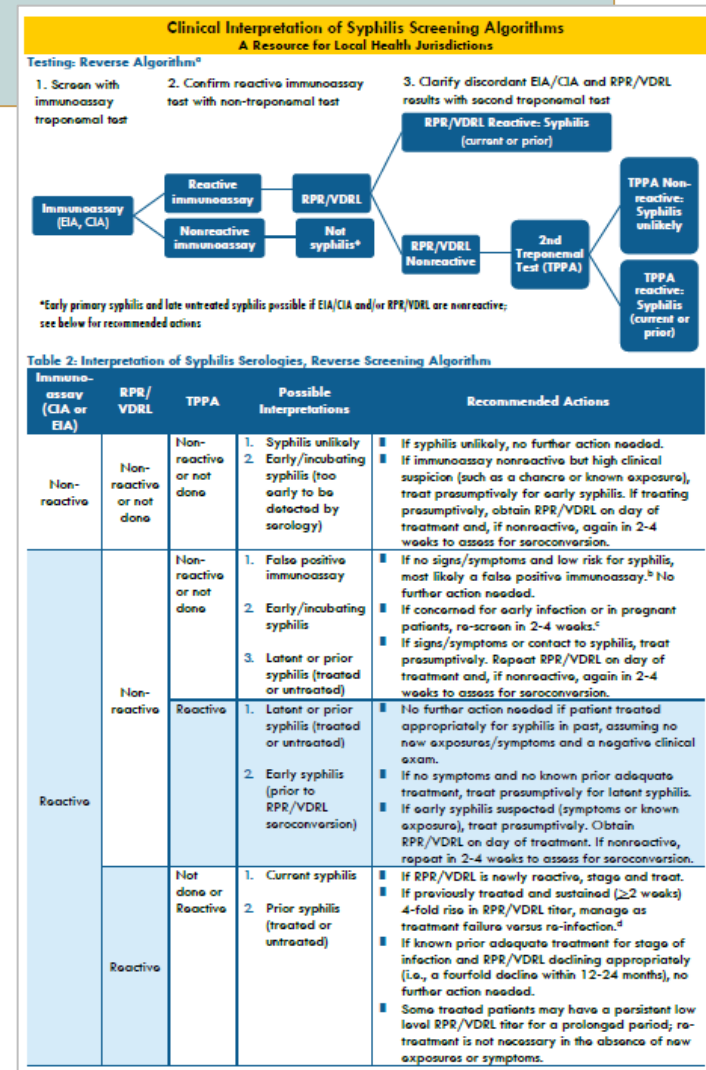 Clinical Interpretation of Syphilis Screening Algorithms
A Resource for Local Health Jurisdictions
Testing: Reverse Algorithmᵃ
1. Screen with
immunoassay
treponemal test
2. Confirm reactive immunoassay
test with non-treponemal test
3. Clarify discordant EIA/CIA and RPR/VDRL
results with second treponemal test
RPR/VDRL Reactive: Syphilis
(current or prior)
Immunoassay
(EIA, CIA)
Reactive
immunoassay
RPR/VDRL
Nonreactive
immunoassay
Not
syphilis*
RPR/VDRL
Nonreactive
2nd
Treponemal
Test (TPPA)
TPPA Non-
reactive:
Syphilis
unlikely
TPPA
reactive:
Syphilis
(current or
prior)
*Early primary syphilis and late untreated syphilis possible if EIA/CIA and/or RPR/VDRL are nonreactive;
see below for recommended actions
Table 2: Interpretation of Syphilis Serologies, Reverse Screening Algorithm
Immuno-
assay
(CIA or
EIA)
RPR/
VDRL
TPPA
Possible
Interpretations
Recommended Actions
Non-
reactive
Non-
reactive
or not
done
Non-
reactive
or not
done
1. Syphilis unlikely
2. Early/incubating
syphilis (too
early to be
detected by
serology)
If syphilis unlikely, no further action needed.
If immunoassay nonreactive but high clinical
suspicion (such as a chancre or known exposure),
treat presumptively for early syphilis. If treating
presumptively, obtain RPR/VDRL on day of
treatment and, if nonreactive, again in 2-4
weeks to assess for seroconversion.
Reactive
Non-
reactive
Non-
reactive
or not
done
1. False positive
immunoassay
2. Early/incubating
syphilis
3. Latent or prior
syphilis (treated
or untreated)
If no signs/symptoms and low risk for syphilis,
most likely a false positive immunoassay.ᵇ No
further action needed.
If concerned for early infection or in pregnant
patients, re-screen in 2-4 weeks.ᶜ
If signs/symptoms or contact to syphilis, treat
presumptively. Repeat RPR/VDRL on day of
treatment and, if nonreactive, again in 2-4
weeks to assess for seroconversion.
Reactive
1. Latent or prior
syphilis (treated
or untreated)
2. Early syphilis
(prior to
RPR/VDRL
seroconversion)
No further action needed if patient treated
appropriately for syphilis in past, assuming no
new exposures/symptoms and a negative clinical
exam.
If no symptoms and no known prior adequate
treatment, treat presumptively for latent syphilis.
If early syphilis suspected (symptoms or known
exposure), treat presumptively. Obtain
RPR/VDRL on day of treatment. If nonreactive,
repeat in 2-4 weeks to assess for seroconversion.
Reactive
Not
done or
Reactive
1. Current syphilis
2. Prior syphilis
(treated or
untreated)
If RPR/VDRL is newly reactive, stage and treat.
If previously treated and sustained (≥2 weeks)
4-fold rise in RPR/VDRL titer, manage as
treatment failure versus re-infection.ᵈ
If known prior adequate treatment for stage of
infection and RPR/VDRL declining appropriately
(i.e., a fourfold decline within 12-24 months), no
further action needed.
Some treated patients may have a persistent low
level RPR/VDRL titer for a prolonged period; re-
treatment is not necessary in the absence of new
exposures or symptoms.